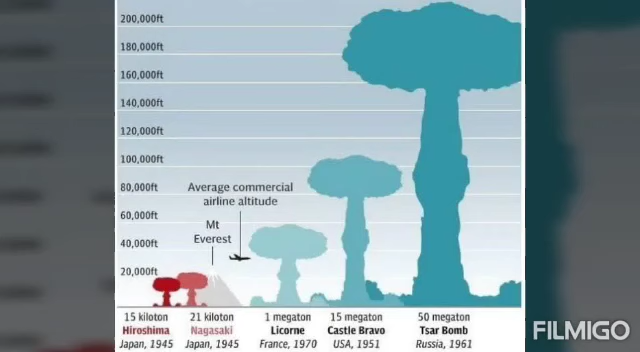 200,000ft
180,000ft
160,000ft
140,000ft
120,000ft
100,000ft
80,000ft
60,000ft
40,000ft
20,000ft
Average commercial
airline altitude
Mt
Everest
15 kiloton
Hiroshima
Japan, 1945
21 kiloton
Nagasaki
Japan, 1945
1 megaton
Licorne
France, 1970
15 megaton
Castle Bravo
USA, 1951
50 megaton
Tsar Bomb
Russia, 1961
FILMIGO